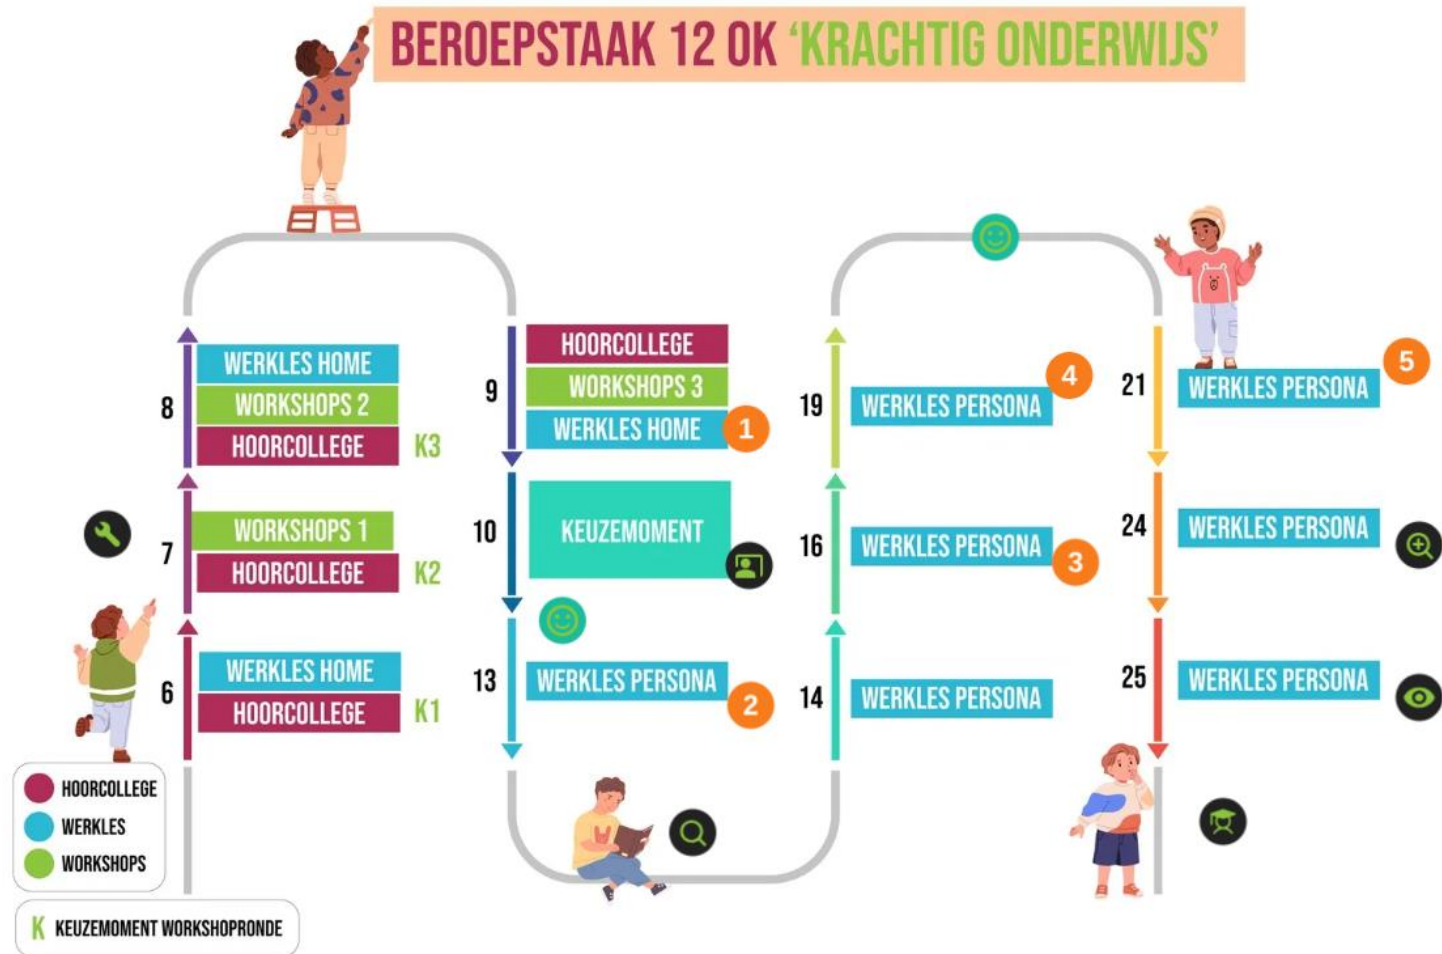 BEROEPSTAAK 12 OK ‘KRACHTIG ONDERWIJS’
8
WERKLES HOME
WORKSHOPS 2
HOORCOLLEGE K3
7
WORKSHOPS 1
HOORCOLLEGE K2
6
WERKLES HOME
HOORCOLLEGE K1
HOORCOLLEGE
WERKLES
WORKSHOPS
K KEUZEMOMENT WORKSHOPRONDE
9
HOORCOLLEGE
WORKSHOPS 3
WERKLES HOME 1
10
KEUZEMOMENT
13
WERKLES PERSONA 2
19
WERKLES PERSONA 4
16
WERKLES PERSONA 3
14
WERKLES PERSONA
21
WERKLES PERSONA 5
24
WERKLES PERSONA
25
WERKLES PERSONA